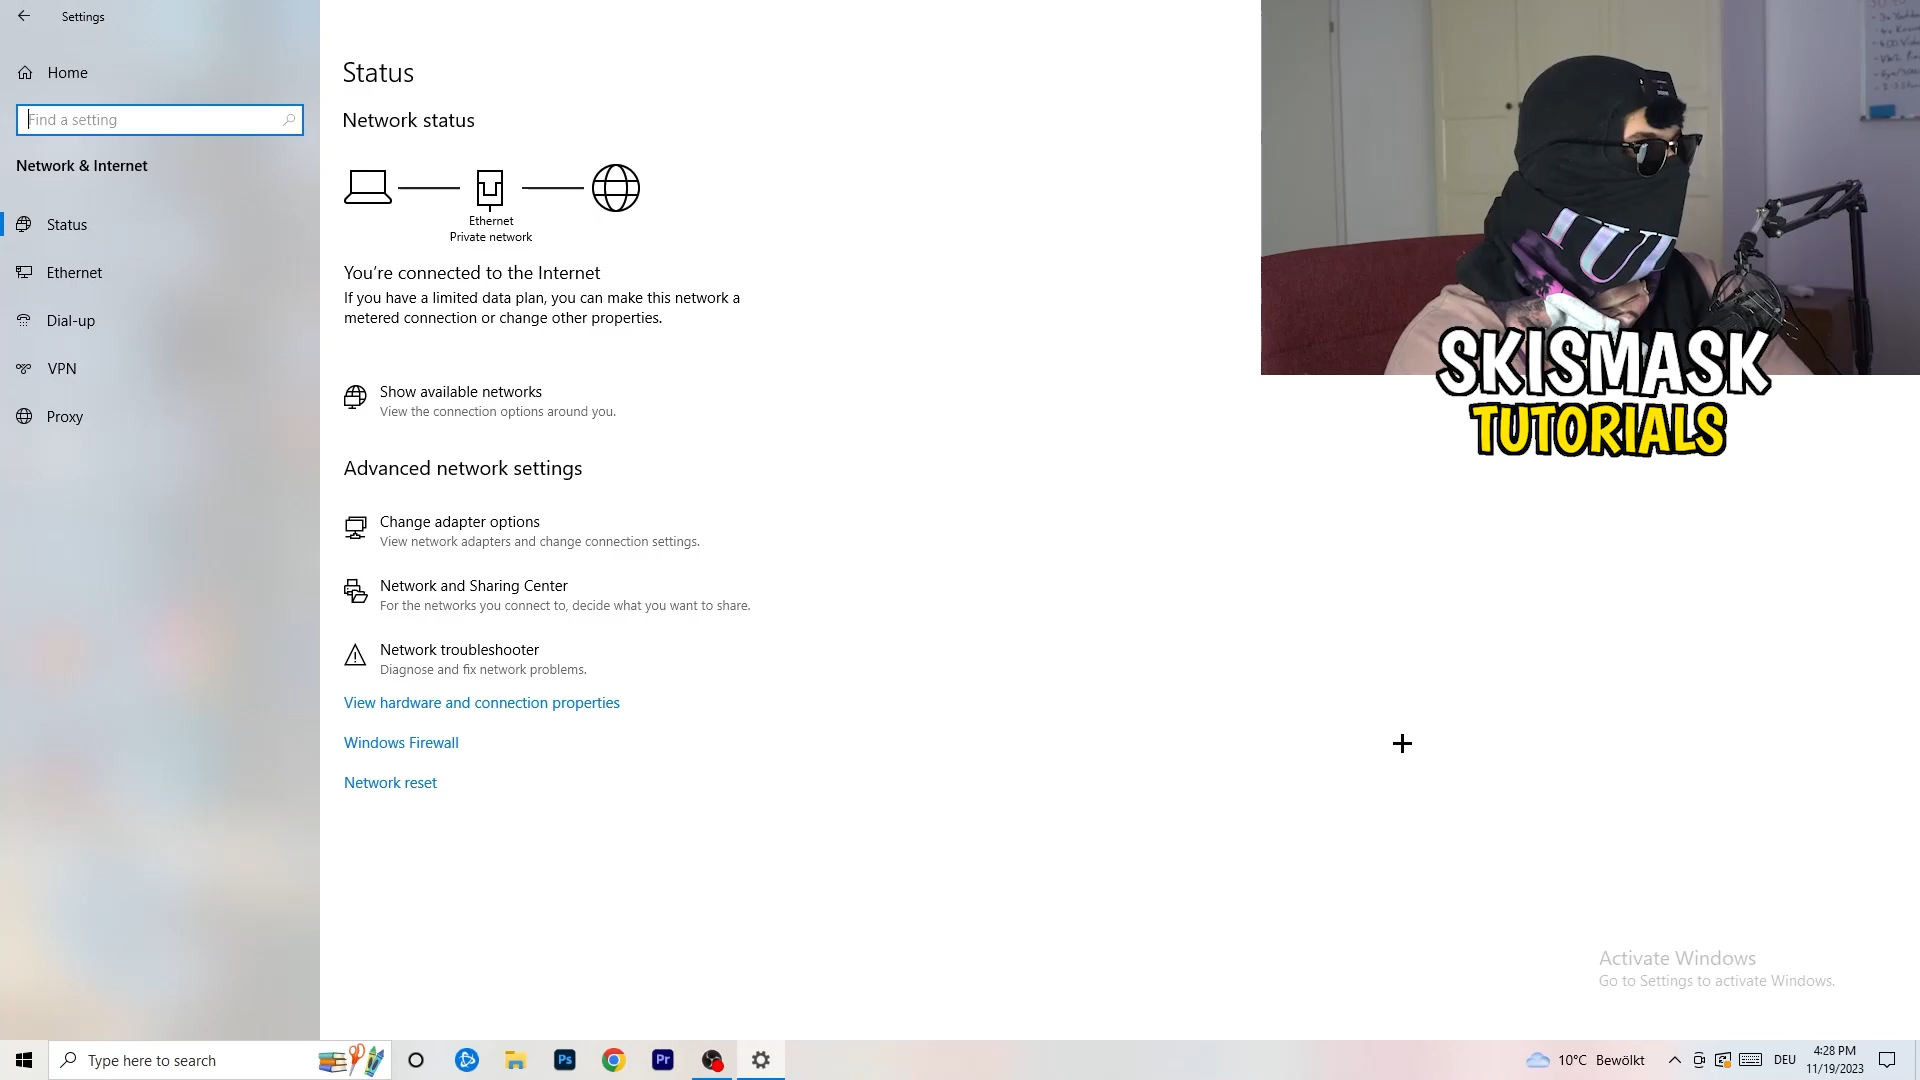 Settings
Home
Find a setting
Network & Internet
Status
Ethernet
Dial-up
VPN
Proxy
Status
Network status
Ethernet
Private network
You're connected to the Internet
If you have a limited data plan, you can make this network a
metered connection or change other properties.
Show available networks
View the connection options around you.
Advanced network settings
Change adapter options
View network adapters and change connection settings.
Network and Sharing Center
For the networks you connect to, decide what you want to share.
Network troubleshooter
Diagnose and fix network problems.
View hardware and connection properties
Windows Firewall
Network reset
SKISMASK
TUTORIALS
Activate Windows
Go to Settings to activate Windows.
Type here to search
Ps
Pr
10°C Bewölkt
DEU
4:28 PM
11/19/2023